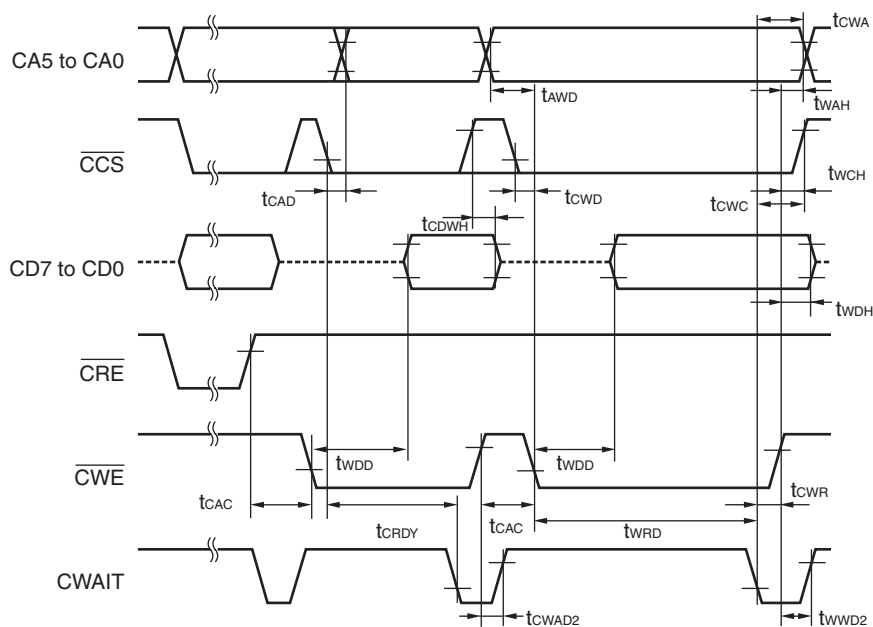 tCWA
CA5 to CA0
tAWD
tWAH
CCS
tCAD
tCWD
tWCH
tCWC
tCDWH
CD7 to CD0
tWDH
CRE
tWDD
tWDD
CWE
tCWR
tCAC
tCRDY
tCAC
tWRD
CWAIT
tCWAD2
tWWD2